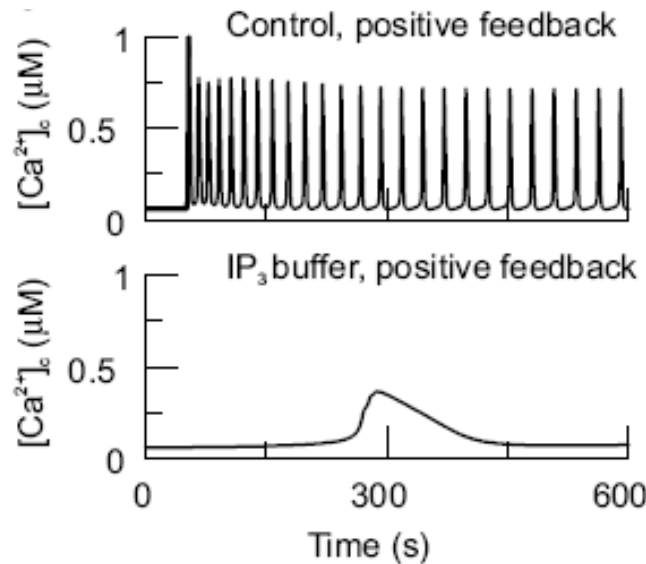 Control, positive feedback
1
0.5
0
[Ca²⁺]c (μM)
IP₃ buffer, positive feedback
1
0.5
0
[Ca²⁺]c (μM)
0 300 600
Time (s)